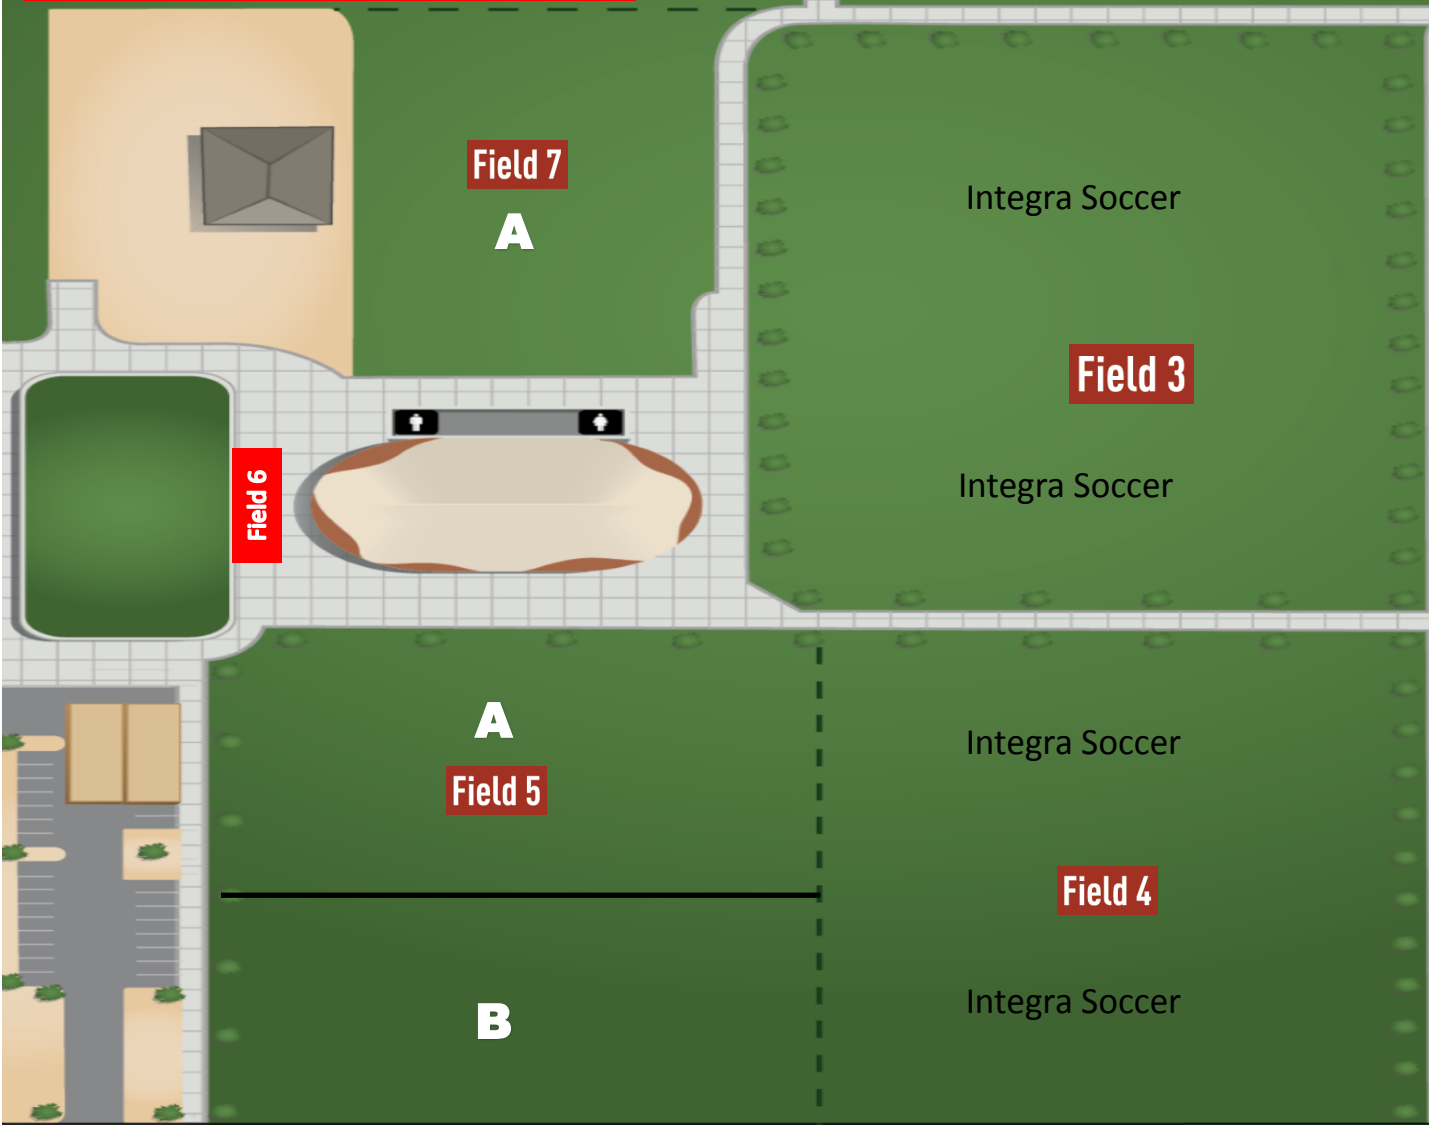 Field 7
A
Integra Soccer
Field 3
Integra Soccer
Field 6
A
Field 5
Integra Soccer
Field 4
B
Integra Soccer